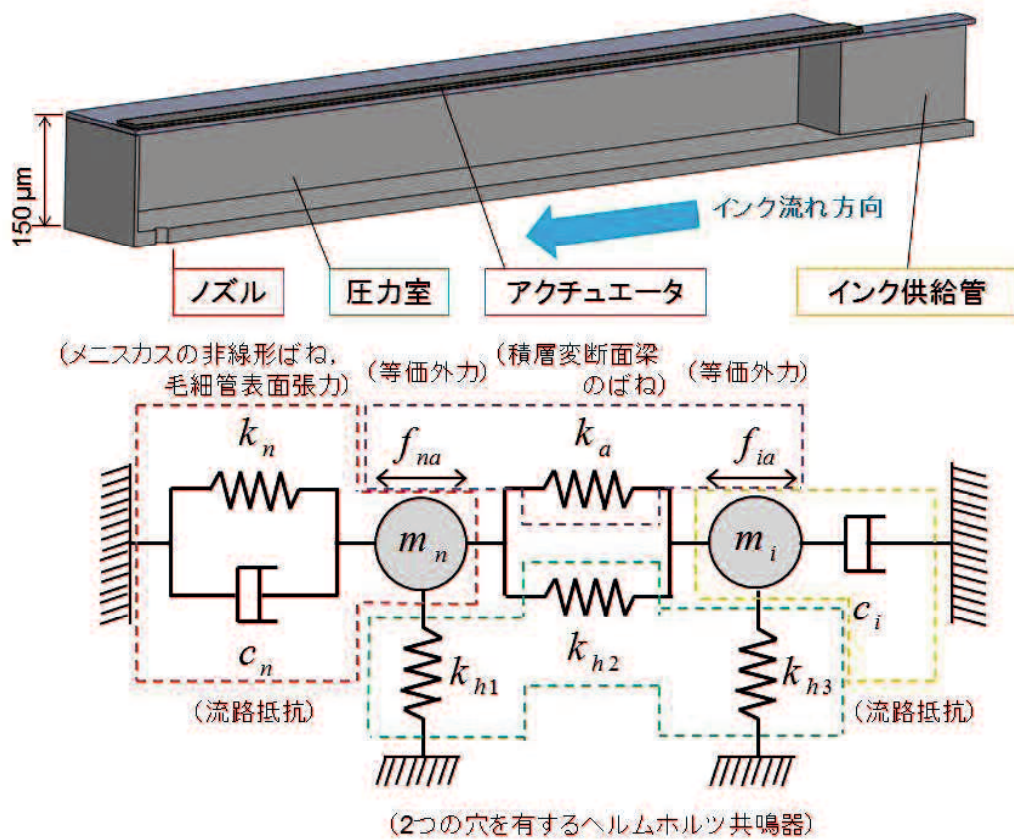 150 μm
インク流れ方向
ノズル
圧力室
アクチュエータ
インク供給管
(メニスカスの非線形ばね,
毛細管表面張力)
(等価外力)
(積層変断面梁
のばね)
(等価外力)
k_n
f_na
k_a
f_ia
m_n
m_i
c_n
k_h1
k_h2
k_h3
c_i
(流路抵抗)
(流路抵抗)
(2つの穴を有するヘルムホルツ共鳴器)